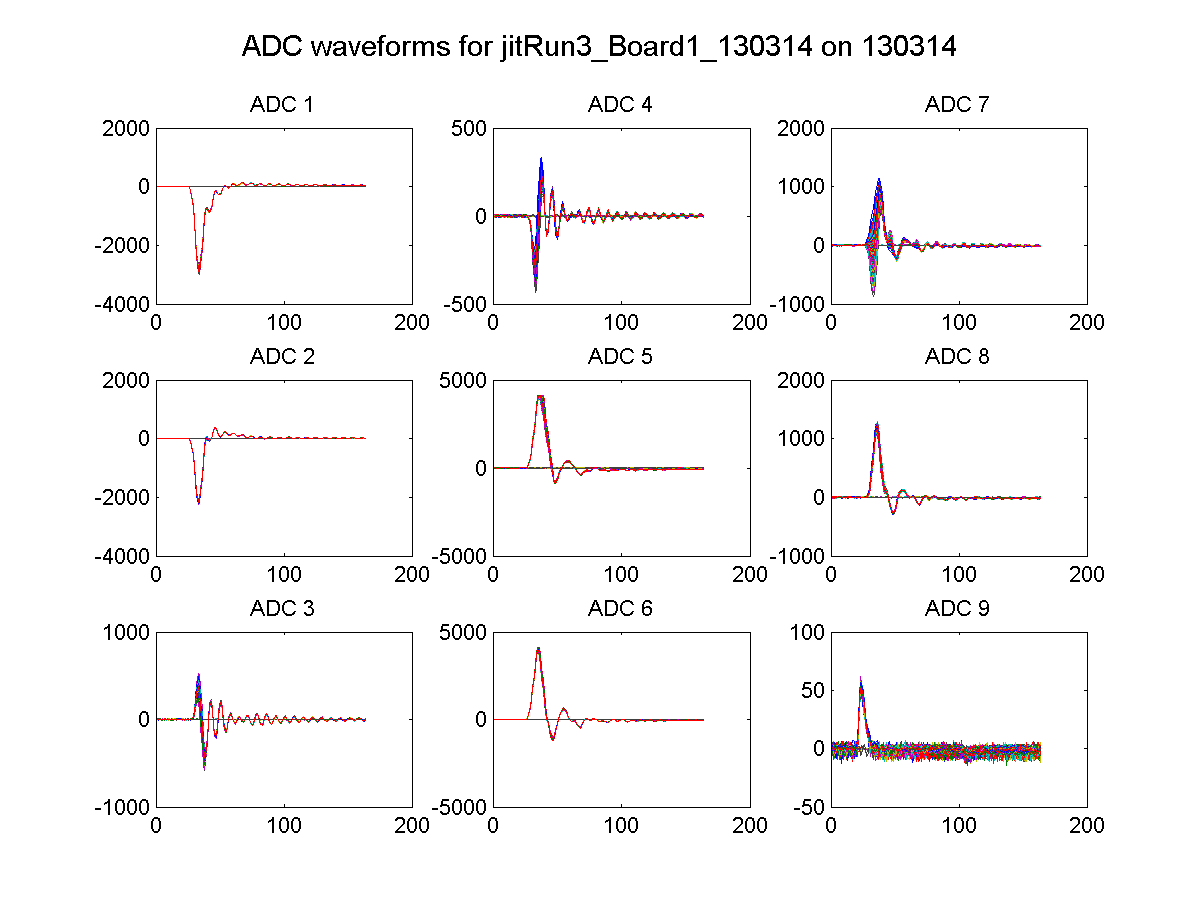 ADC waveforms for jitRun3_Board1_130314 on 130314
ADC 1
2000
0
-2000
-4000
0 100 200
ADC 4
500
0
-500
0 100 200
ADC 7
2000
1000
0
-1000
0 100 200
ADC 2
2000
0
-2000
-4000
0 100 200
ADC 5
5000
0
-5000
0 100 200
ADC 8
2000
1000
0
-1000
0 100 200
ADC 3
1000
0
-1000
0 100 200
ADC 6
5000
0
-5000
0 100 200
ADC 9
100
50
0
-50
0 100 200